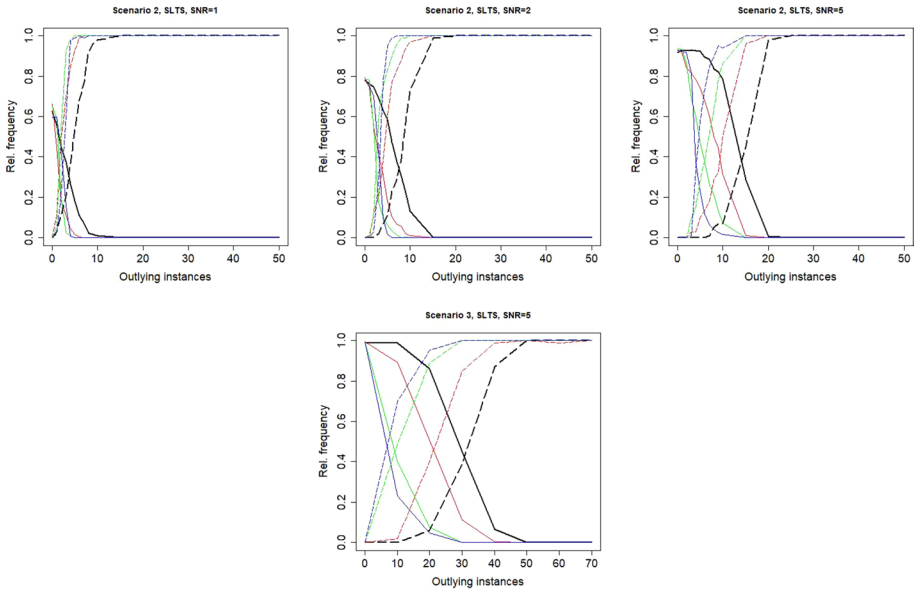 Scenario 2, SLTS, SNR=1
Scenario 2, SLTS, SNR=2
Scenario 2, SLTS, SNR=5
Rel. frequency
0.0 0.2 0.4 0.6 0.8 1.0
0 10 20 30 40 50
Outlying instances
Rel. frequency
0.0 0.2 0.4 0.6 0.8 1.0
0 10 20 30 40 50
Outlying instances
Rel. frequency
0.0 0.2 0.4 0.6 0.8 1.0
0 10 20 30 40 50
Outlying instances
Scenario 3, SLTS, SNR=5
Rel. frequency
0.0 0.2 0.4 0.6 0.8 1.0
0 10 20 30 40 50 60 70
Outlying instances